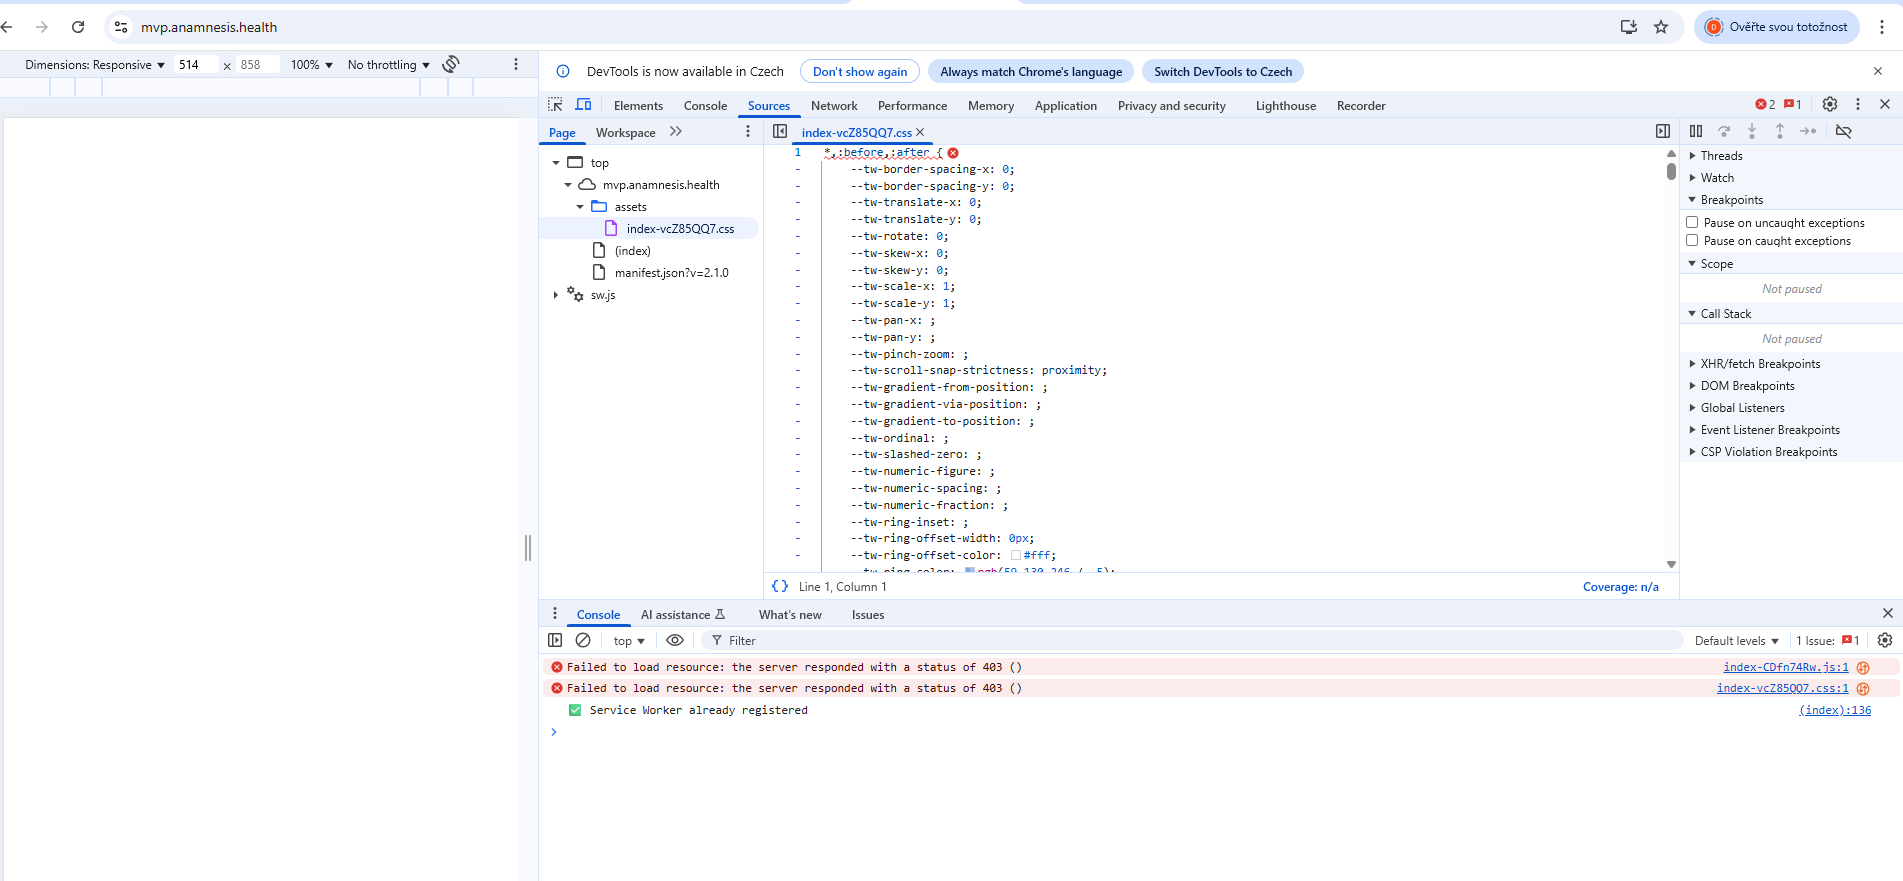 mvp.anamnesis.health
Ověřte svou totožnost
Dimensions: Responsive 514 × 858 100% No throttling
DevTools is now available in Czech Don't show again Always match Chrome's language Switch DevTools to Czech
Elements Console Sources Network Performance Memory Application Privacy and security Lighthouse Recorder 2 1
Page Workspace
index-vcZ85QQ7.css
top
mvp.anamnesis.health
assets
index-vcZ85QQ7.css
(index)
manifest.json?v=2.1.0
sw.js
1 *,:before,:after {
- --tw-border-spacing-x: 0;
- --tw-border-spacing-y: 0;
- --tw-translate-x: 0;
- --tw-translate-y: 0;
- --tw-rotate: 0;
- --tw-skew-x: 0;
- --tw-skew-y: 0;
- --tw-scale-x: 1;
- --tw-scale-y: 1;
- --tw-pan-x: ;
- --tw-pan-y: ;
- --tw-pinch-zoom: ;
- --tw-scroll-snap-strictness: proximity;
- --tw-gradient-from-position: ;
- --tw-gradient-via-position: ;
- --tw-gradient-to-position: ;
- --tw-ordinal: ;
- --tw-slashed-zero: ;
- --tw-numeric-figure: ;
- --tw-numeric-spacing: ;
- --tw-numeric-fraction: ;
- --tw-ring-inset: ;
- --tw-ring-offset-width: 0px;
- --tw-ring-offset-color: #fff;
--tw-ring-color: rgb(59 130 246 / .5);
Line 1, Column 1
Coverage: n/a
Threads
Watch
Breakpoints
Pause on uncaught exceptions
Pause on caught exceptions
Scope
Not paused
Call Stack
Not paused
XHR/fetch Breakpoints
DOM Breakpoints
Global Listeners
Event Listener Breakpoints
CSP Violation Breakpoints
Console AI assistance What's new Issues
top Filter Default levels 1 Issue: 1
Failed to load resource: the server responded with a status of 403 () index-CDfn74Rw.js:1
Failed to load resource: the server responded with a status of 403 () index-vcZ85QQ7.css:1
Service Worker already registered (index):136